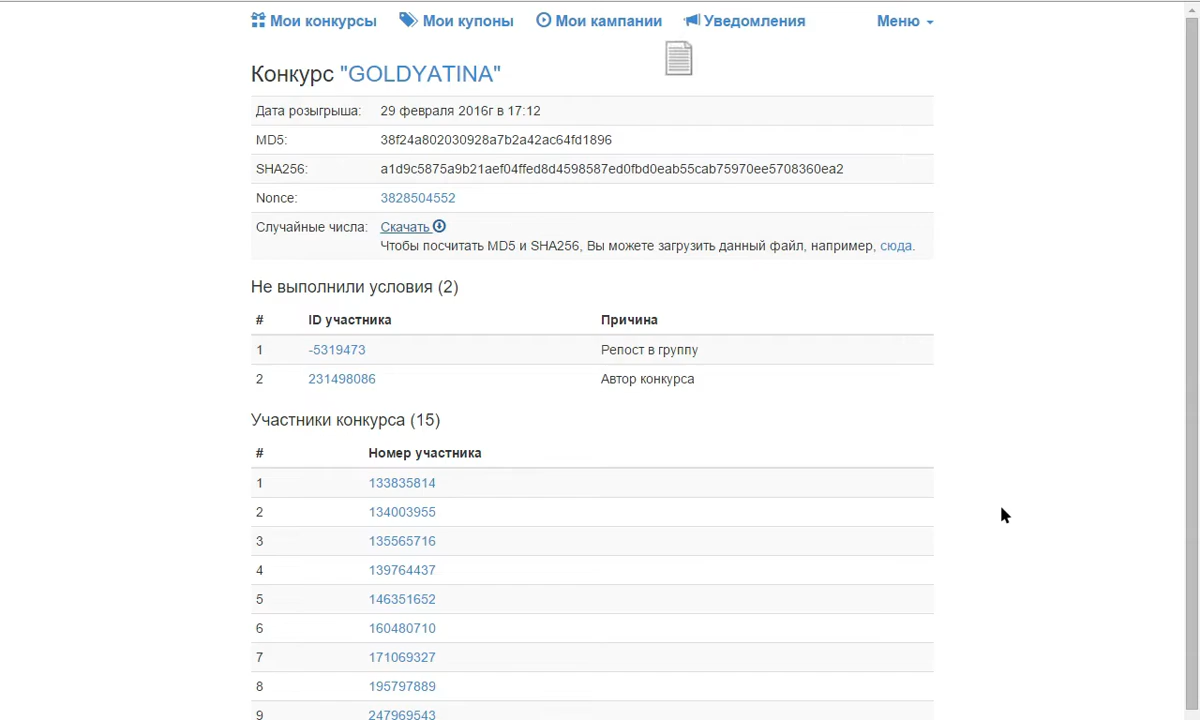 Мои конкурсы Мои купоны Мои кампании Уведомления Меню
Конкурс "GOLDYATINA"
Дата розыгрыша: 29 февраля 2016г в 17:12
MD5: 38f24a802030928a7b2a42ac64fd1896
SHA256: a1d9c5875a9b21aef04ffed8d4598587ed0fbd0eab55cab75970ee5708360ea2
Nonce: 3828504552
Случайные числа: Скачать
Чтобы посчитать MD5 и SHA256, Вы можете загрузить данный файл, например, сюда.
Не выполнили условия (2)
# ID участника Причина
1 -5319473 Репост в группу
2 231498086 Автор конкурса
Участники конкурса (15)
# Номер участника
1 133835814
2 134003955
3 135565716
4 139764437
5 146351652
6 160480710
7 171069327
8 195797889
9 247969543